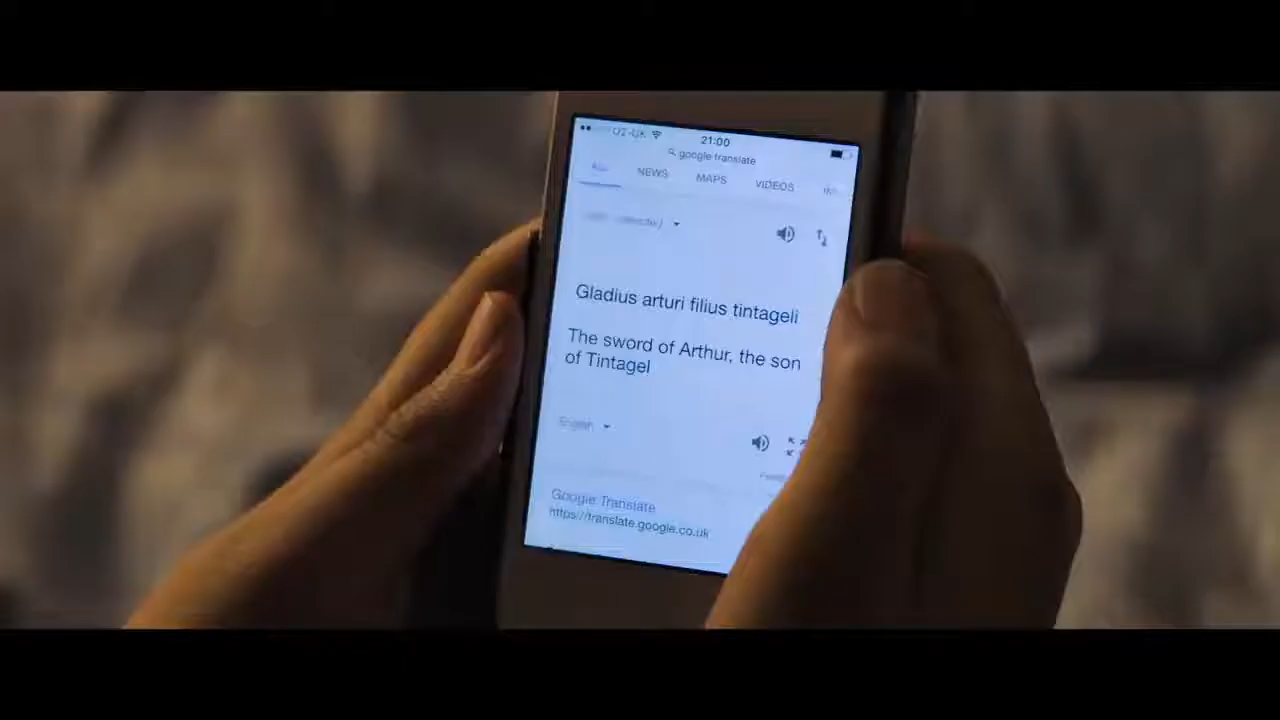 O2-UK
21:00
google translate
ALL
NEWS
MAPS
VIDEOS
Gladius arturi filius tintageli
The sword of Arthur, the son
of Tintagel
English
Google Translate
https://translate.google.co.uk